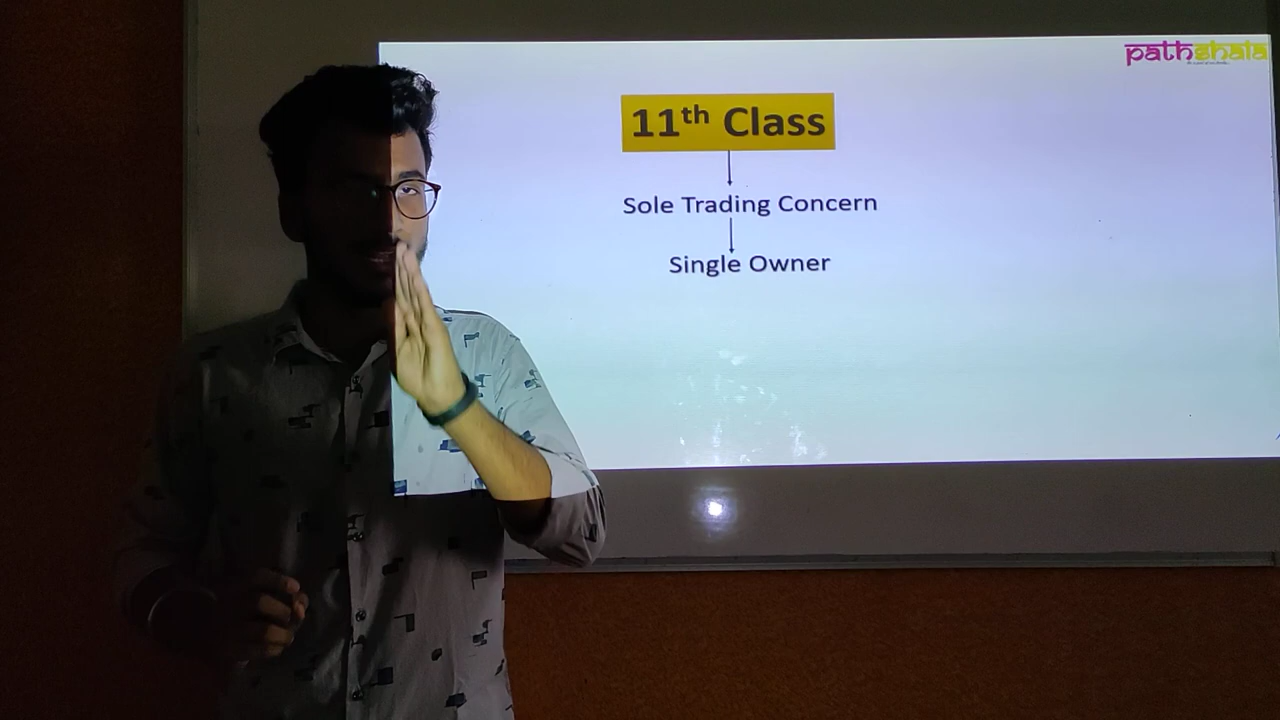 pathshala
11th Class
Sole Trading Concern
Single Owner